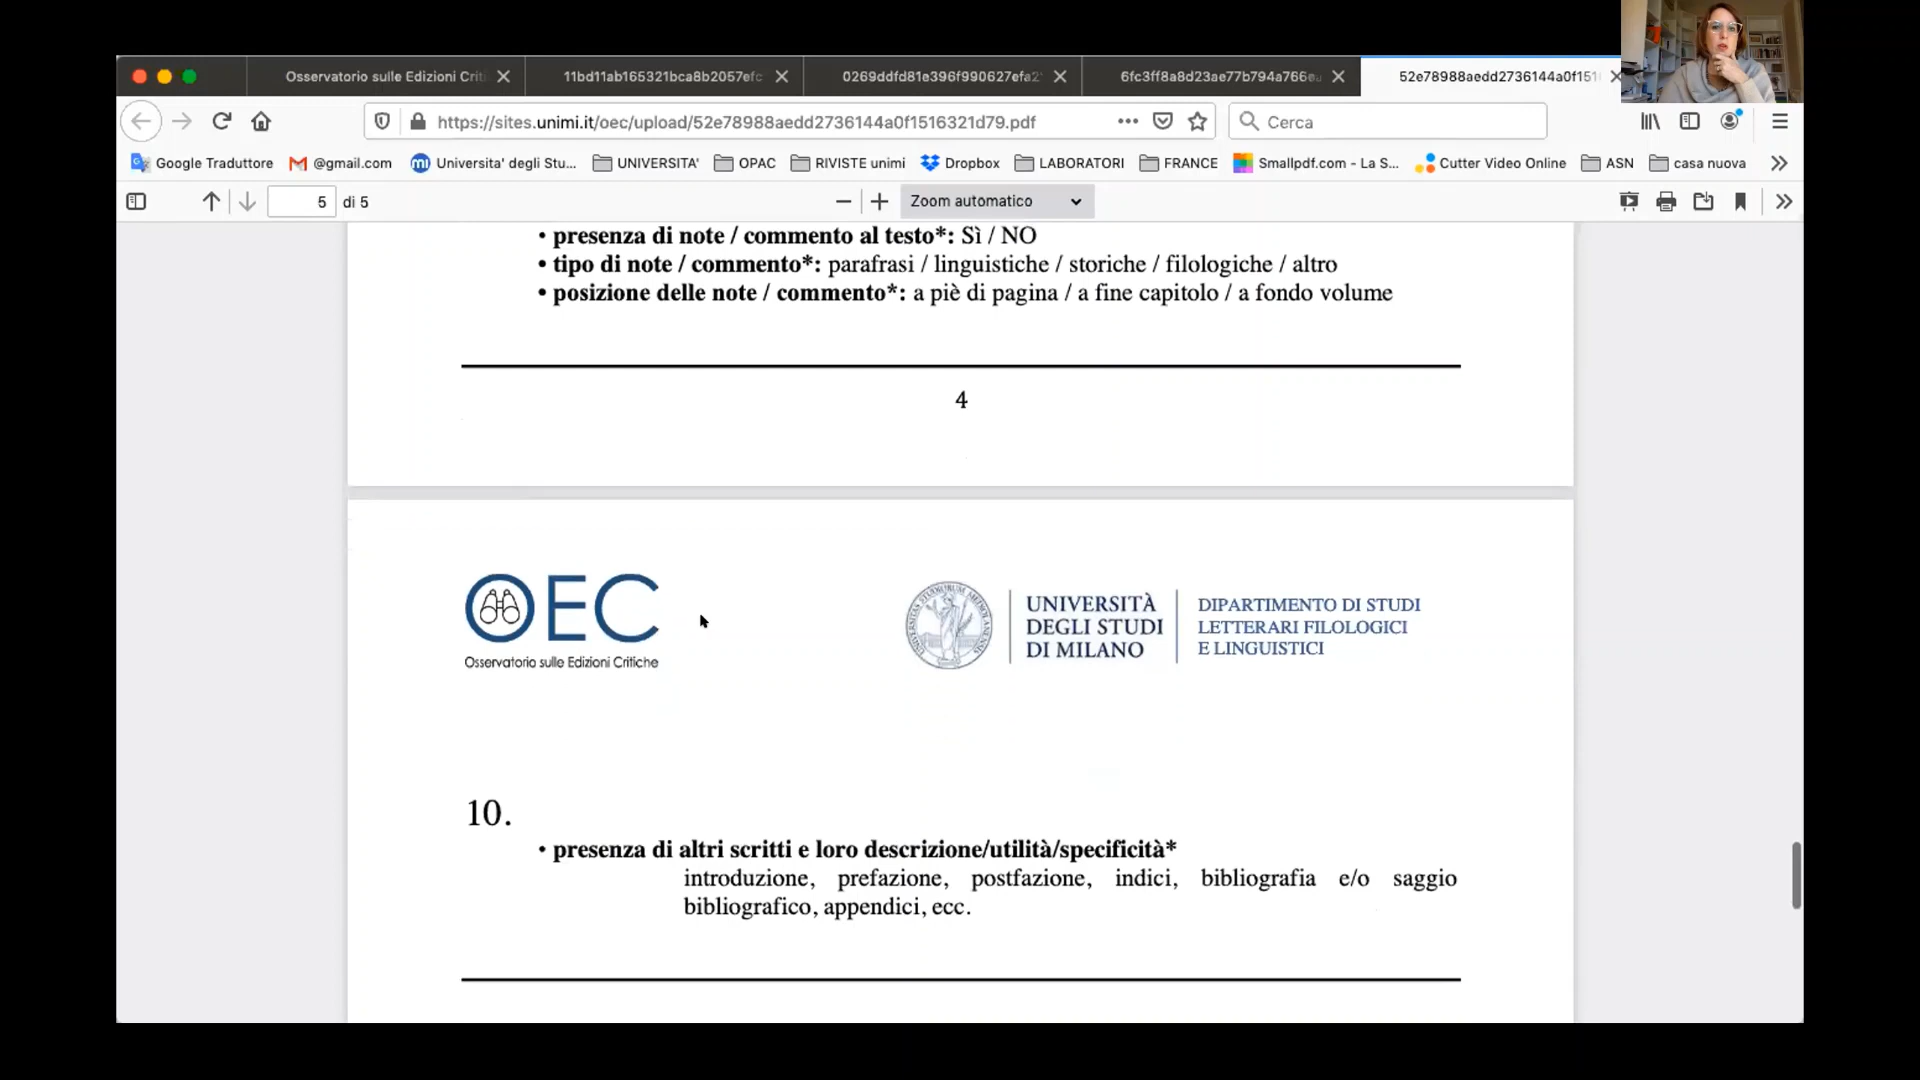 Osservatorio sulle Edizioni Crit
11bd11ab165321bca8b2057efc
0269ddfd81e396f990627efa2
6fc3ff8a8d23ae77b794a766e
52e78988aedd2736144a0f151
https://sites.unimi.it/oec/upload/52e78988aedd2736144a0f1516321d79.pdf
Cerca
Google Traduttore
@gmail.com
Universita' degli Stu...
UNIVERSITA'
OPAC
RIVISTE unimi
Dropbox
LABORATORI
FRANCE
Smallpdf.com - La S...
Cutter Video Online
ASN
casa nuova
5 di 5
Zoom automatico
• presenza di note / commento al testo*: Sì / NO
• tipo di note / commento*: parafrasi / linguistiche / storiche / filologiche / altro
• posizione delle note / commento*: a piè di pagina / a fine capitolo / a fondo volume
4
OEC
Osservatorio sulle Edizioni Critiche
UNIVERSITÀ
DEGLI STUDI
DI MILANO
DIPARTIMENTO DI STUDI
LETTERARI FILOLOGICI
E LINGUISTICI
10.
• presenza di altri scritti e loro descrizione/utilità/specificità*
introduzione, prefazione, postfazione, indici, bibliografia e/o saggio
bibliografico, appendici, ecc.